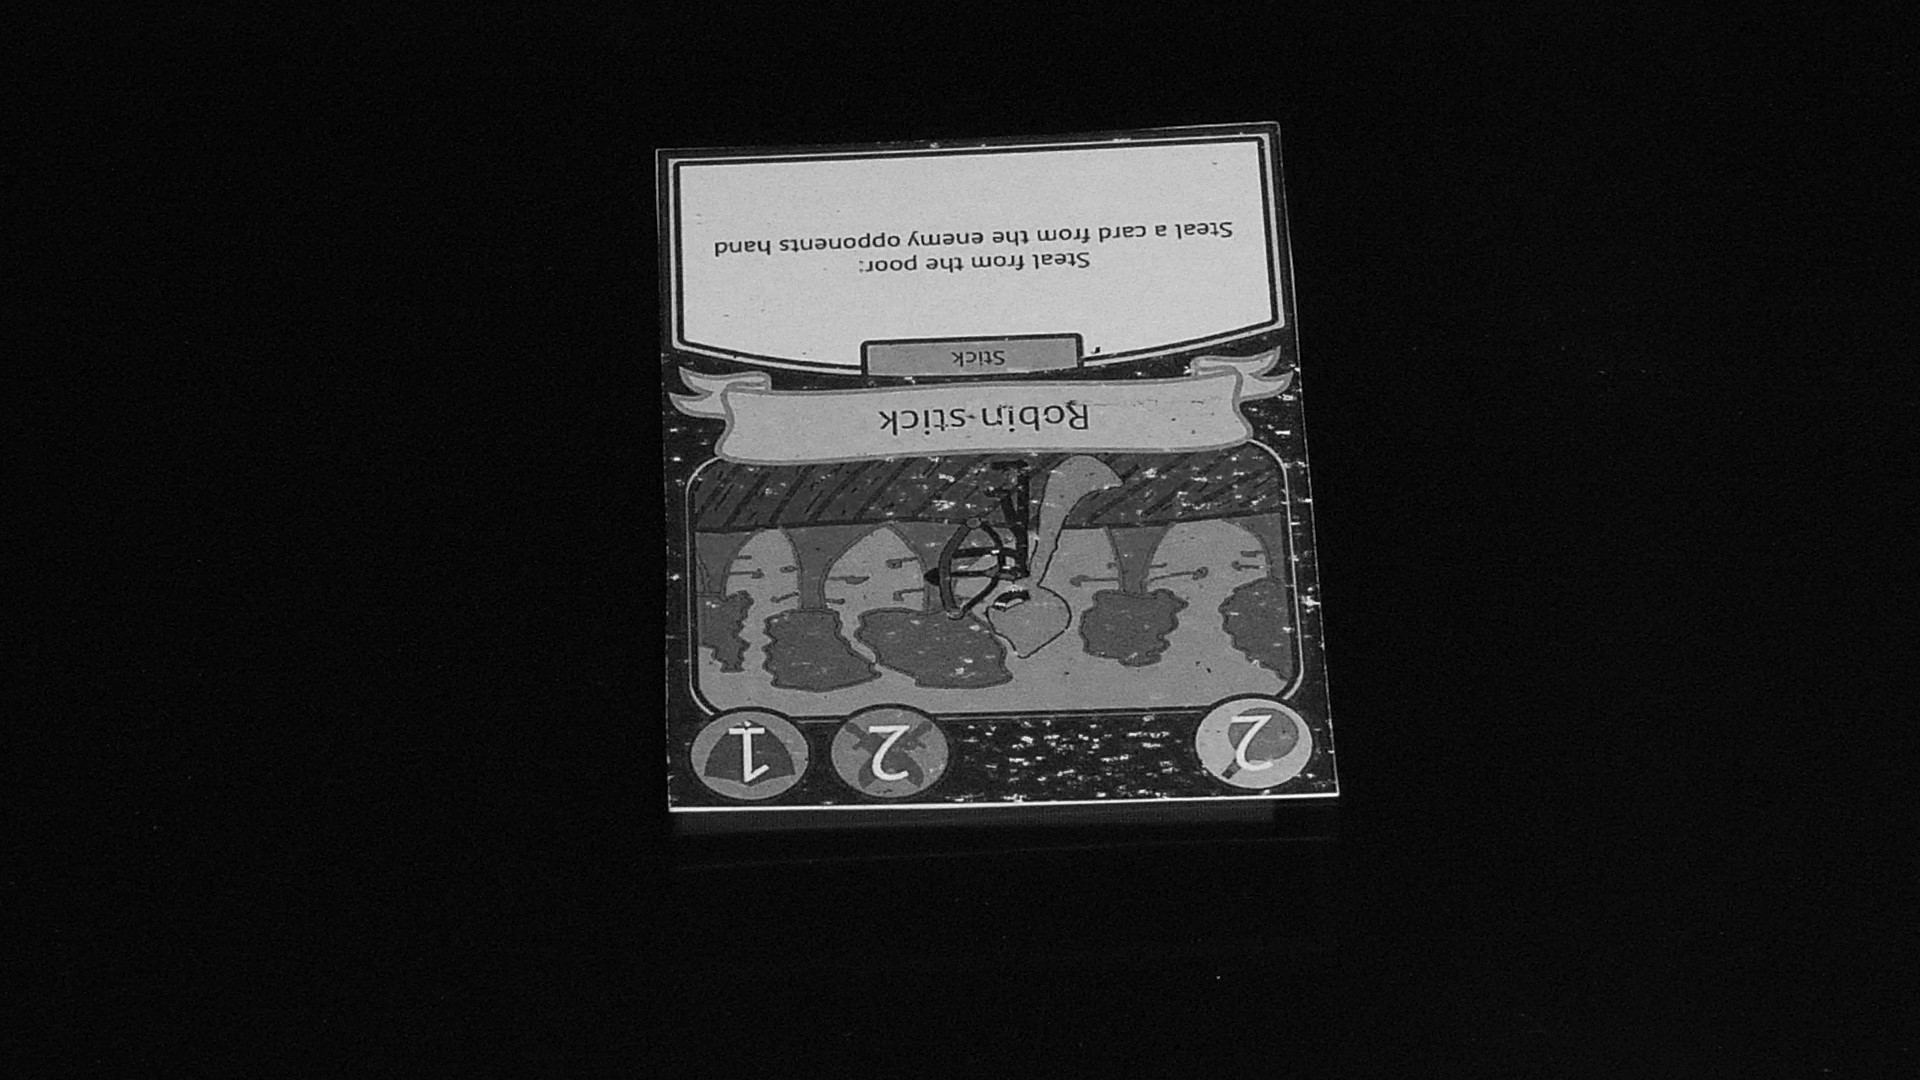 2 2 1
Robin-stick
Stick
Steal from the poor:
Steal a card from the enemy opponents hand